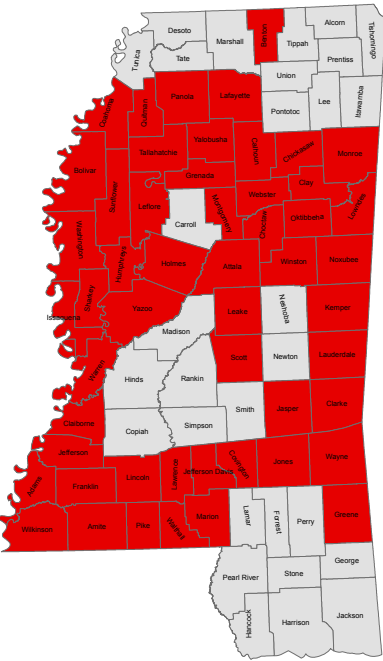 Desoto
Marshall
Benton
Tippah
Alcorn
Tishomingo
Tunica
Tate
Prentiss
Union
Coahoma
Quitman
Panola
Lafayette
Pontotoc
Lee
Itawamba
Bolivar
Sunflower
Tallahatchie
Yalobusha
Calhoun
Chickasaw
Monroe
Grenada
Leflore
Carroll
Montgomery
Webster
Clay
Lowndes
Oktibbeha
Choctaw
Washington
Humphreys
Holmes
Attala
Winston
Noxubee
Issaquena
Sharkey
Yazoo
Leake
Neshoba
Kemper
Madison
Warren
Hinds
Rankin
Scott
Newton
Lauderdale
Smith
Jasper
Clarke
Claiborne
Copiah
Simpson
Jefferson
Adams
Franklin
Lincoln
Lawrence
Jefferson Davis
Covington
Jones
Wayne
Wilkinson
Amite
Pike
Walthall
Marion
Lamar
Forrest
Perry
Greene
Pearl River
Stone
George
Hancock
Harrison
Jackson